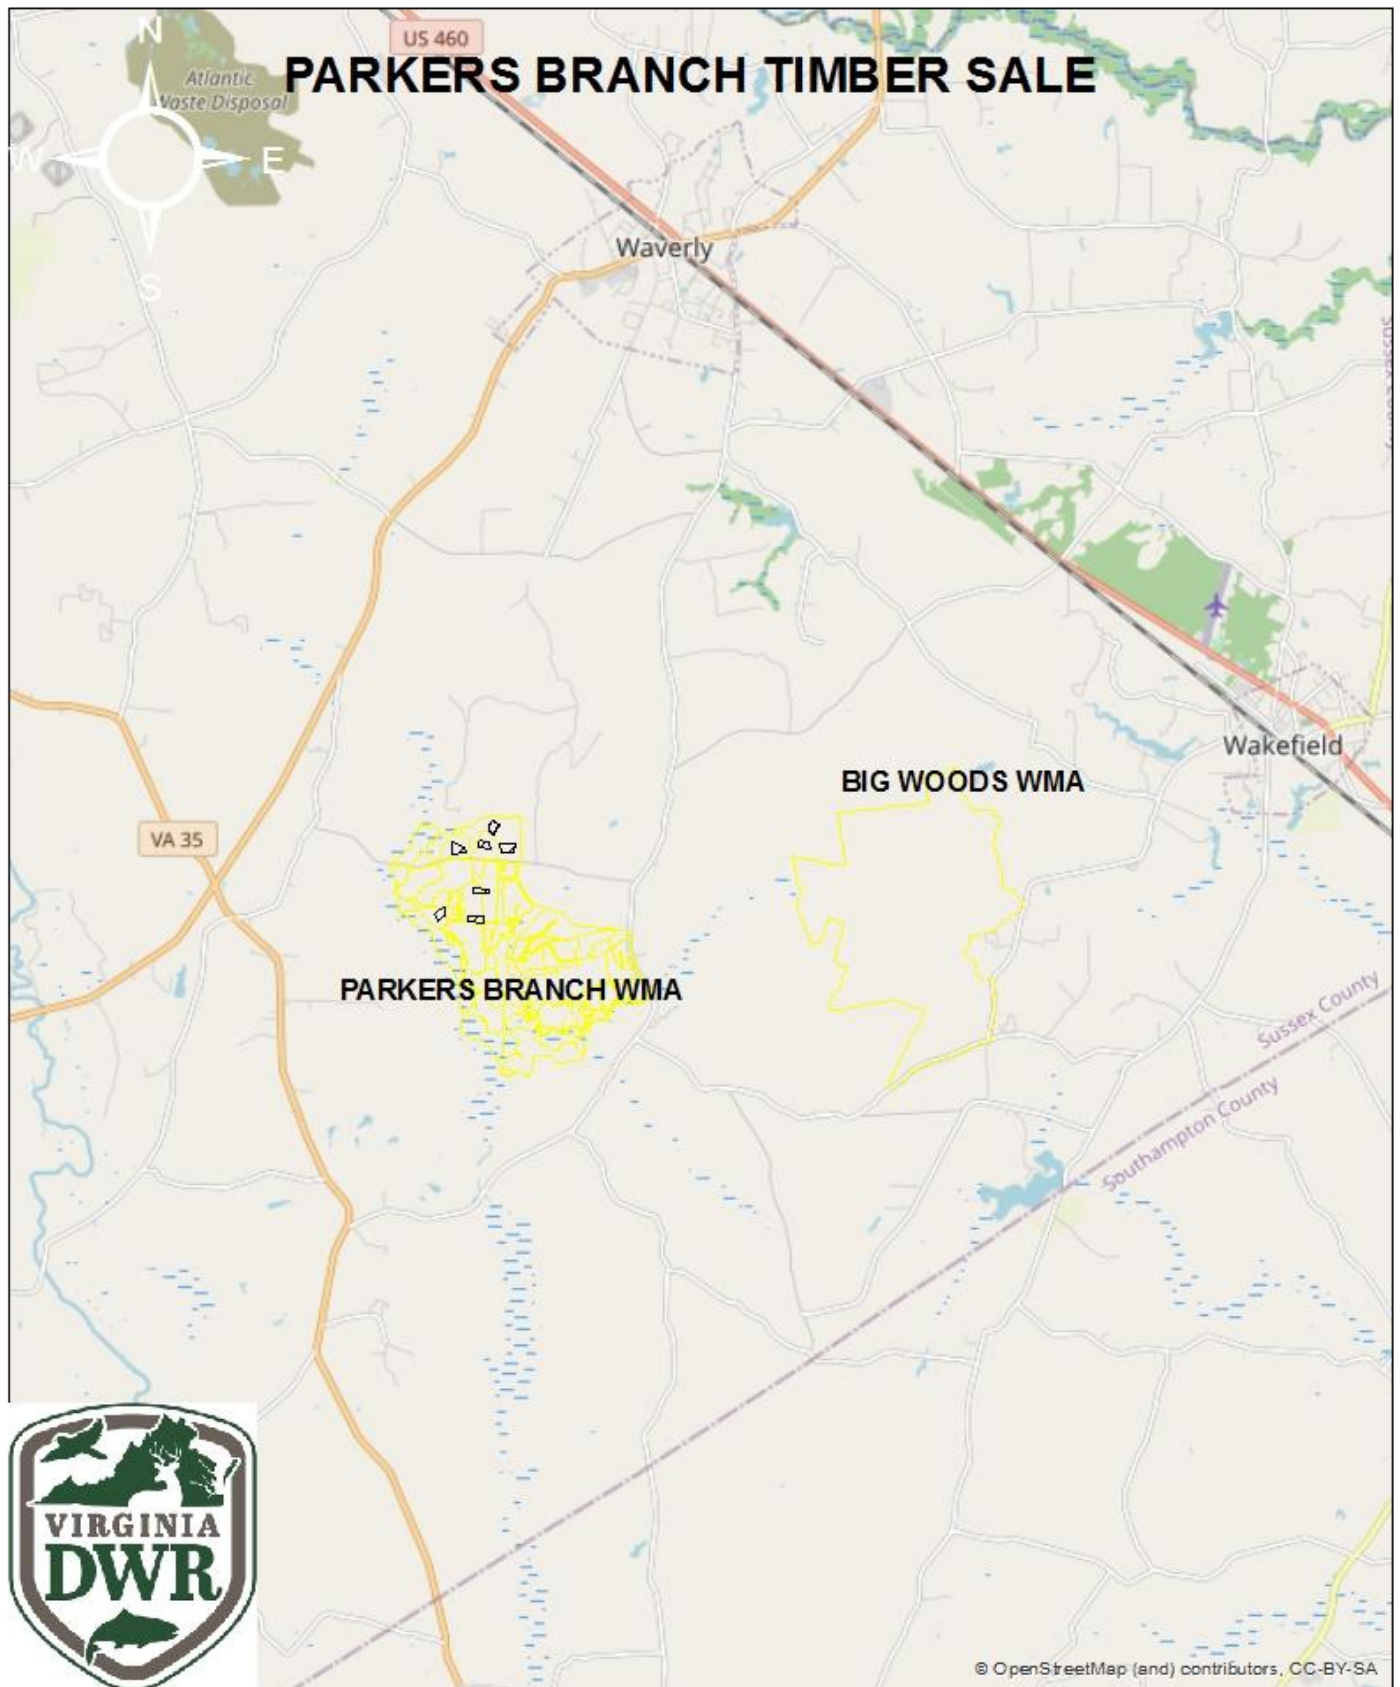 US 460
N
Atlantic
Waste Disposal
PARKERS BRANCH TIMBER SALE
W
E
Waverly
S
Wakefield
BIG WOODS WMA
VA 35
PARKERS BRANCH WMA
Sussex County
Southampton County
VIRGINIA
DWR
© OpenStreetMap (and) contributors, CC-BY-SA